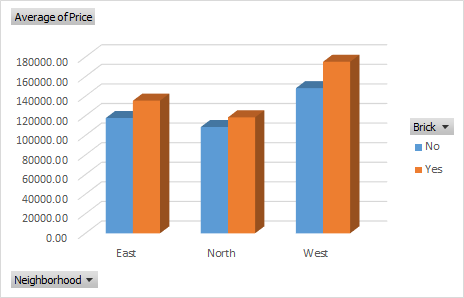 Average of Price
180000.00
160000.00
140000.00
120000.00
100000.00
80000.00
60000.00
40000.00
20000.00
0.00
East North West
Brick
No
Yes
Neighborhood